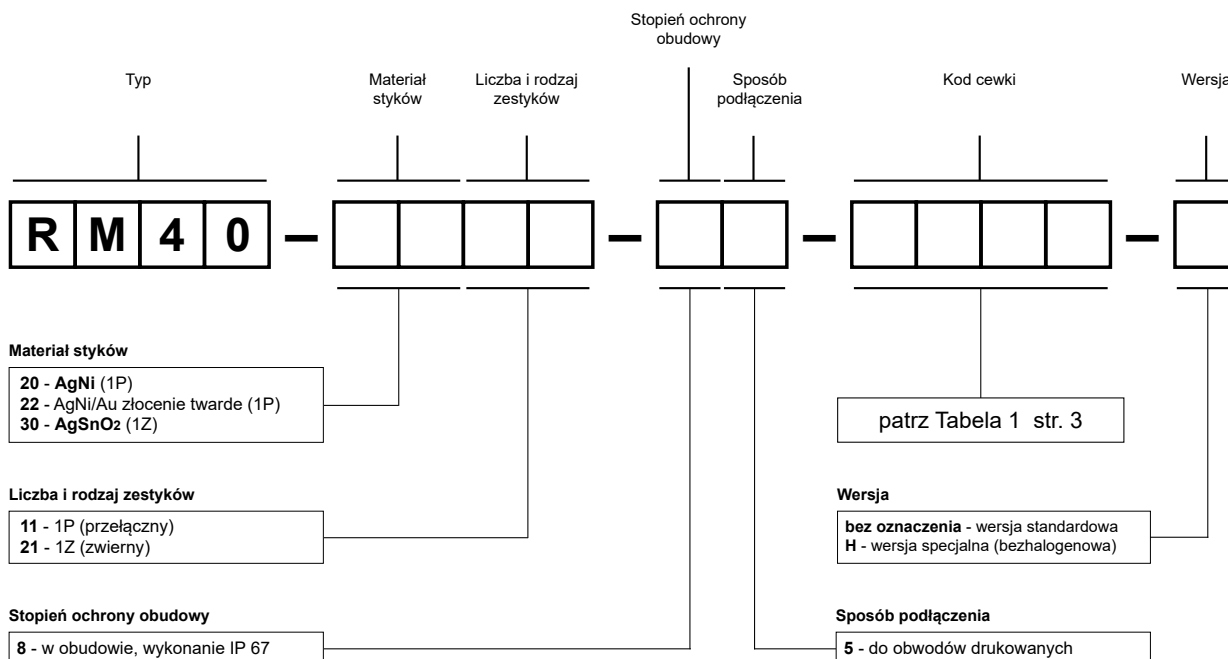 Stopień ochrony
obudowy
Typ
Materiał
styków
Liczba i rodzaj
zestyków
Sposób
podłączenia
Kod cewki
Wersja
R M 4 0 – – – –
Materiał styków
20 - AgNi (1P)
22 - AgNi/Au złocenie twarde (1P)
30 - AgSnO2 (1Z)
patrz Tabela 1 str. 3
Liczba i rodzaj zestyków
11 - 1P (przełączny)
21 - 1Z (zwierny)
Wersja
bez oznaczenia - wersja standardowa
H - wersja specjalna (bezhalogenowa)
Stopień ochrony obudowy
8 - w obudowie, wykonanie IP 67
Sposób podłączenia
5 - do obwodów drukowanych